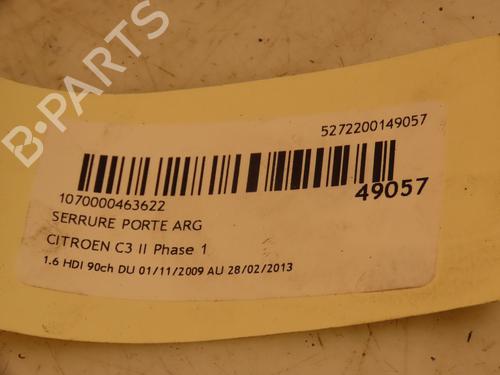 B-PARTS
5272200149057
49057
1070000463622
SERRURE PORTE ARG
CITROEN C3 II Phase 1
1.6 HDI 90ch DU 01/11/2009 AU 28/02/2013